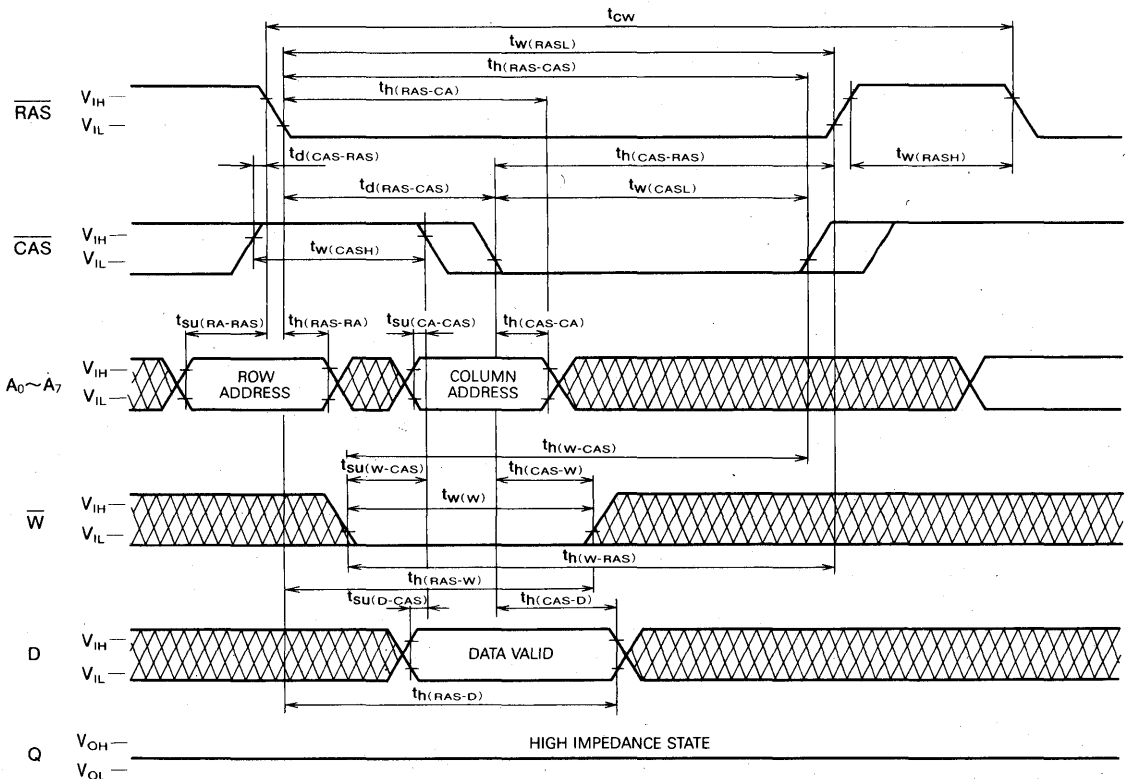 tCW
tW(RASL)
th(RAS-CAS)
th(RAS-CA)
RAS
VIH
VIL
td(CAS-RAS)
th(CAS-RAS)
tW(RASH)
td(RAS-CAS)
tW(CASL)
CAS
VIH
VIL
tW(CASH)
tsu(RA-RAS)
th(RAS-RA)
tsu(CA-CAS)
th(CAS-CA)
A0~A7
VIH
VIL
ROW
ADDRESS
COLUMN
ADDRESS
th(W-CAS)
tsu(W-CAS)
th(CAS-W)
tW(W)
W
VIH
VIL
th(W-RAS)
th(RAS-W)
tsu(D-CAS)
th(CAS-D)
D
VIH
VIL
DATA VALID
th(RAS-D)
Q
VOH
VOL
HIGH IMPEDANCE STATE